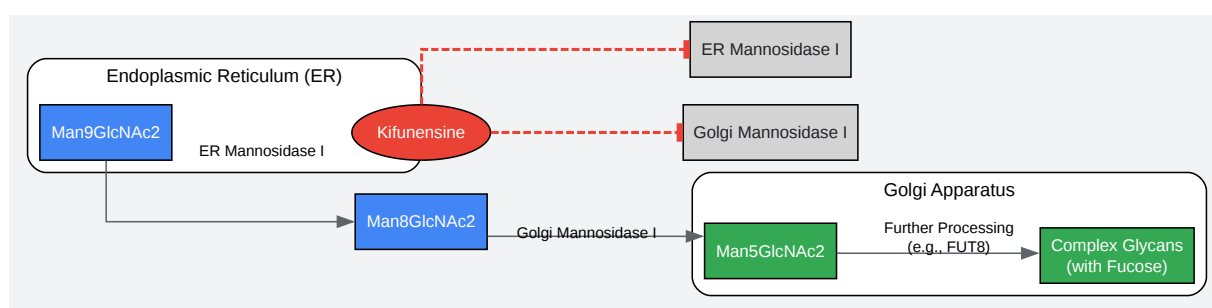 ER Mannosidase I
Endoplasmic Reticulum (ER)
Man9GlcNAc2
Kifunensine
Golgi Mannosidase I
ER Mannosidase I
Golgi Apparatus
Man8GlcNAc2
Golgi Mannosidase I
Man5GlcNAc2
Further Processing
(e.g., FUT8)
Complex Glycans
(with Fucose)